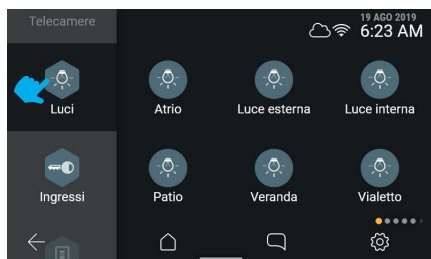 Telecamere
19 AGO 2019
6:23 AM
Luci
Atrio
Luce esterna
Luce interna
Ingressi
Patio
Veranda
Vialetto